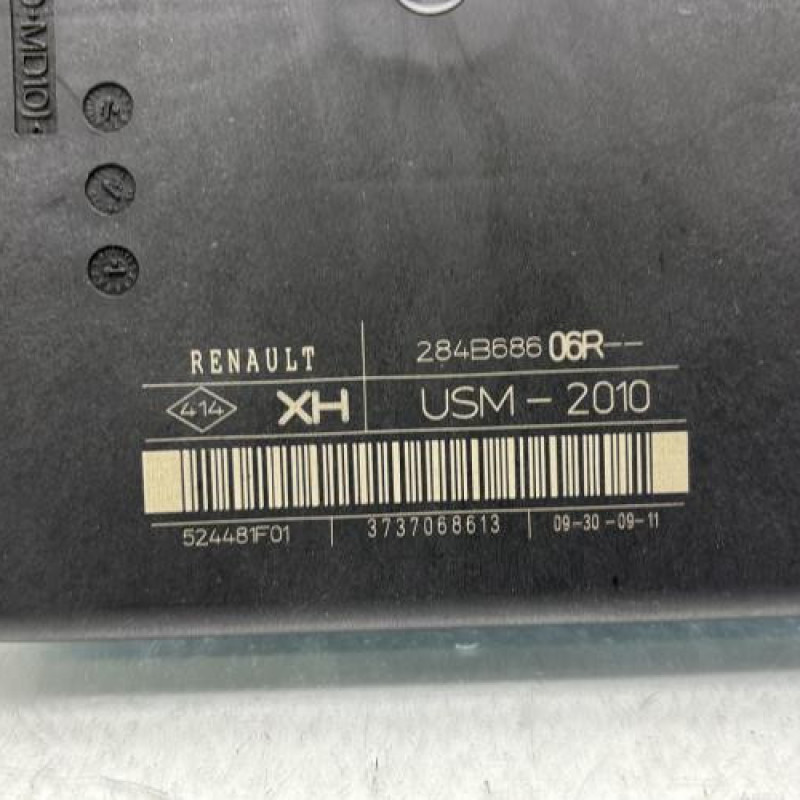 RENAULT 284B686 06R--
414 XH USM - 2010
524481F01 3737068613 09-30-09-11